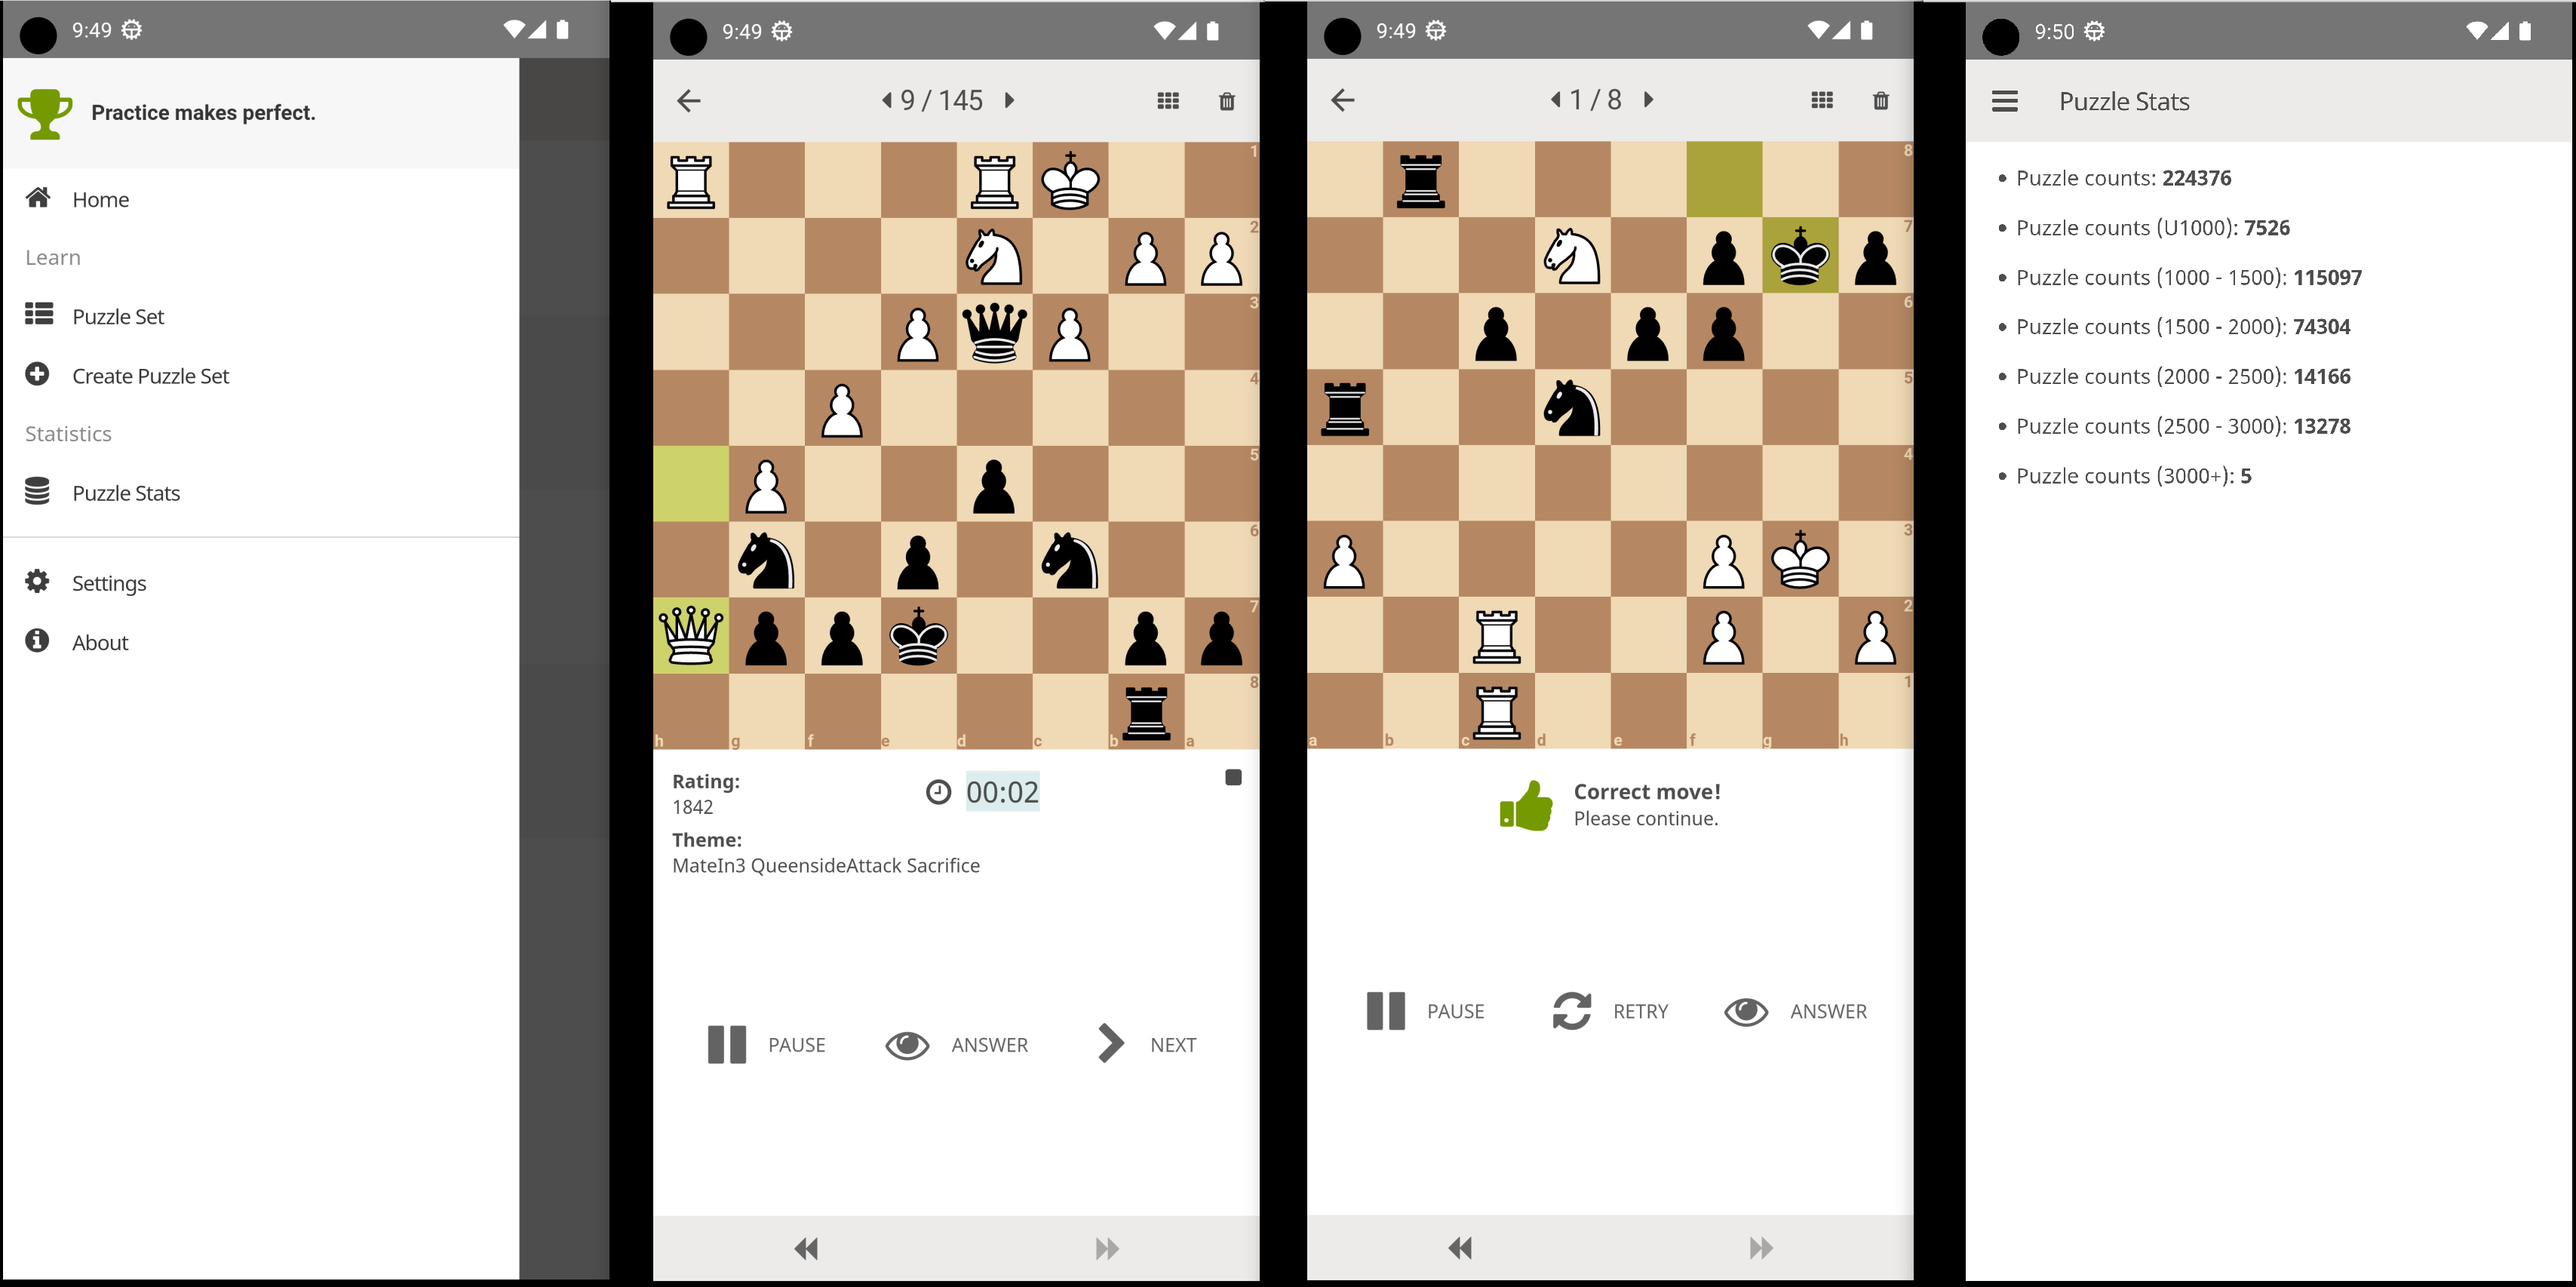 9:49
Practice makes perfect.
Home
Learn
Puzzle Set
Create Puzzle Set
Statistics
Puzzle Stats
Settings
About
9:49
9 / 145
1
2
3
4
5
6
7
8
h g f e d c b a
Rating:
1842
00:02
Theme:
MateIn3 QueensideAttack Sacrifice
PAUSE ANSWER NEXT
9:49
1 / 8
8
7
6
5
4
3
2
1
a b c d e f g h
Correct move!
Please continue.
PAUSE RETRY ANSWER
9:50
Puzzle Stats
• Puzzle counts: 224376
• Puzzle counts (U1000): 7526
• Puzzle counts (1000 - 1500): 115097
• Puzzle counts (1500 - 2000): 74304
• Puzzle counts (2000 - 2500): 14166
• Puzzle counts (2500 - 3000): 13278
• Puzzle counts (3000+): 5